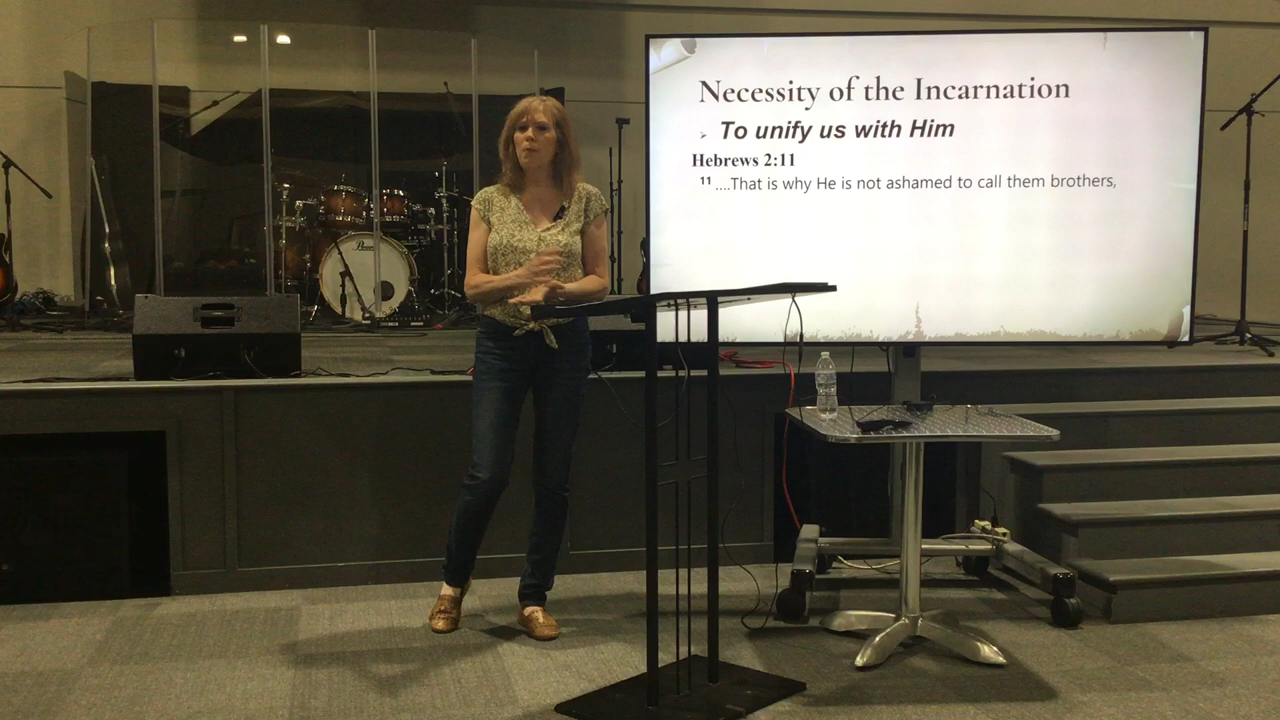 Necessity of the Incarnation
To unify us with Him
Hebrews 2:11
11 ....That is why He is not ashamed to call them brothers,
Pearl